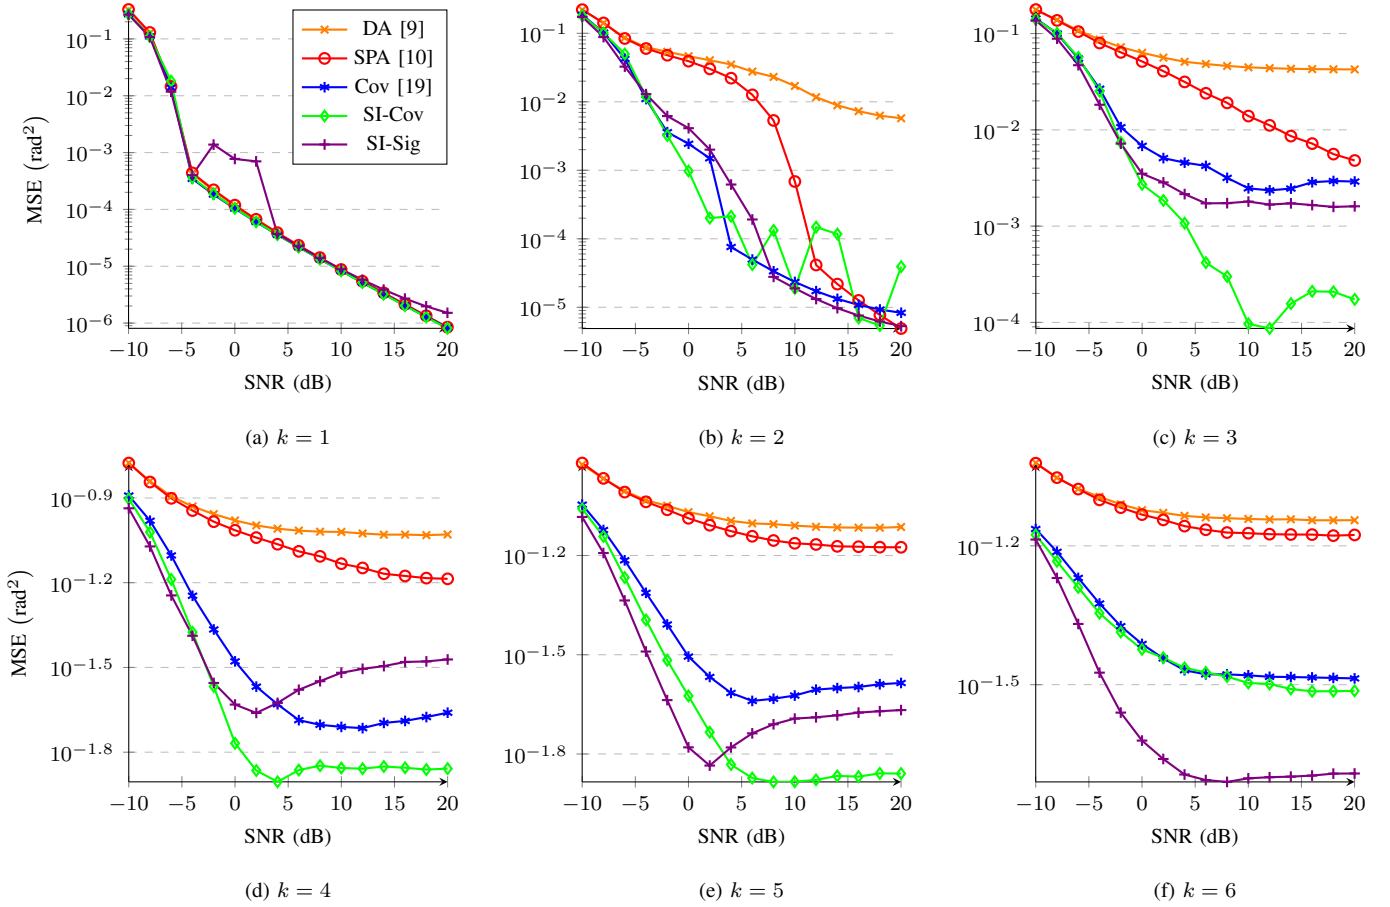 DA [9]
SPA [10]
Cov [19]
SI-Cov
SI-Sig
MSE (rad²)
10⁻¹
10⁻²
10⁻³
10⁻⁴
10⁻⁵
10⁻⁶
−10 −5 0 5 10 15 20
SNR (dB)
(a) k = 1
10⁻¹
10⁻²
10⁻³
10⁻⁴
10⁻⁵
−10 −5 0 5 10 15 20
SNR (dB)
(b) k = 2
10⁻¹
10⁻²
10⁻³
10⁻⁴
−10 −5 0 5 10 15 20
SNR (dB)
(c) k = 3
MSE (rad²)
10⁻⁰·⁹
10⁻¹·²
10⁻¹·⁵
10⁻¹·⁸
−10 −5 0 5 10 15 20
SNR (dB)
(d) k = 4
10⁻¹·²
10⁻¹·⁵
10⁻¹·⁸
−10 −5 0 5 10 15 20
SNR (dB)
(e) k = 5
10⁻¹·²
10⁻¹·⁵
−10 −5 0 5 10 15 20
SNR (dB)
(f) k = 6